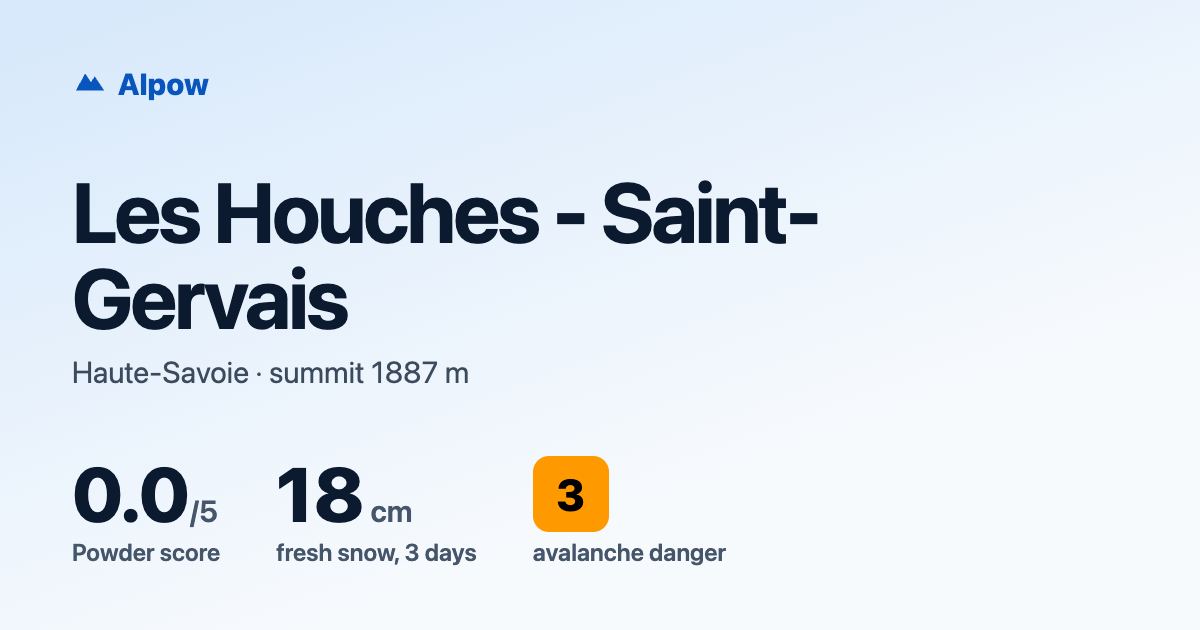 Alpow
Les Houches - Saint-
Gervais
Haute-Savoie · summit 1887 m
0.0/5
Powder score
18 cm
fresh snow, 3 days
3
avalanche danger